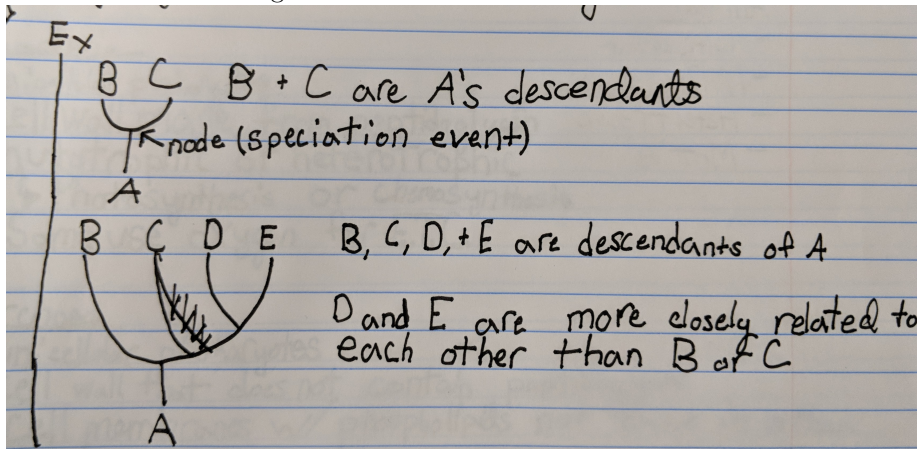 Ex
B C B + C are A's descendants
node (speciation event)
A
B C D E B, C, D, + E are descendants of A
D and E are more closely related to
each other than B or C
A